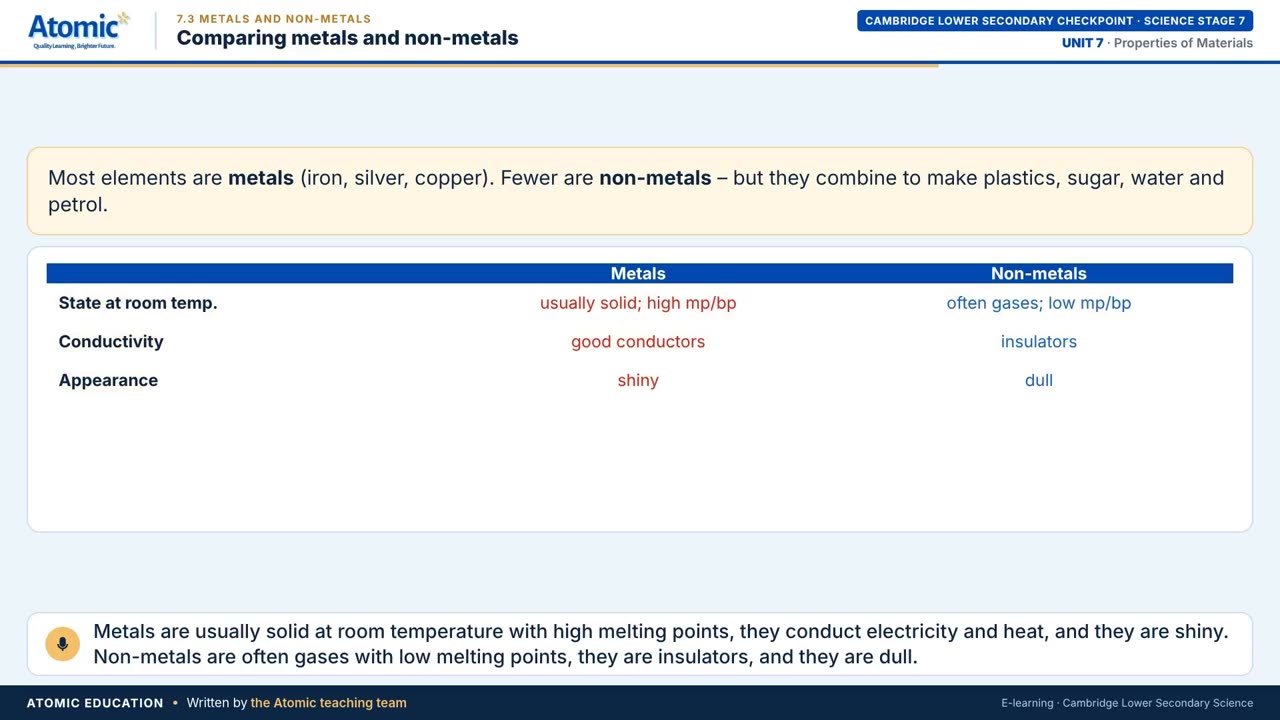 Atomic
Quality Learning, Brighter Future.
7.3 METALS AND NON-METALS
Comparing metals and non-metals
CAMBRIDGE LOWER SECONDARY CHECKPOINT · SCIENCE STAGE 7
UNIT 7 · Properties of Materials
Most elements are metals (iron, silver, copper). Fewer are non-metals – but they combine to make plastics, sugar, water and
petrol.
Metals Non-metals
State at room temp. usually solid; high mp/bp often gases; low mp/bp
Conductivity good conductors insulators
Appearance shiny dull
Metals are usually solid at room temperature with high melting points, they conduct electricity and heat, and they are shiny.
Non-metals are often gases with low melting points, they are insulators, and they are dull.
ATOMIC EDUCATION • Written by the Atomic teaching team
E-learning · Cambridge Lower Secondary Science